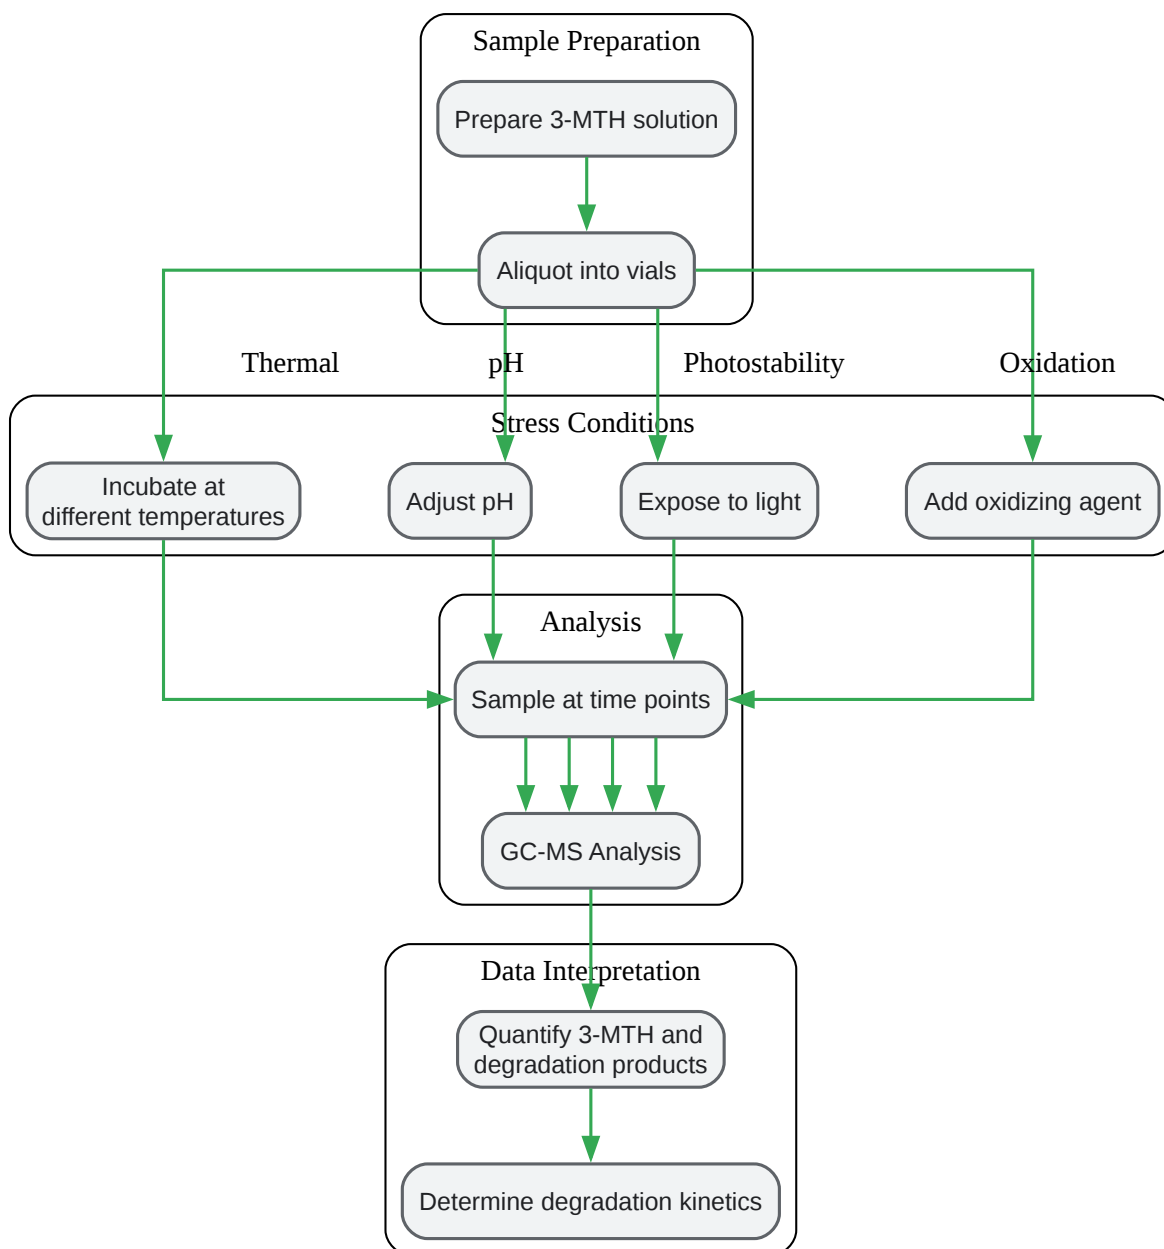 Sample Preparation
Prepare 3-MTH solution
Aliquot into vials
Thermal
pH
Photostability
Oxidation
Stress Conditions
Incubate at
different temperatures
Adjust pH
Expose to light
Add oxidizing agent
Analysis
Sample at time points
GC-MS Analysis
Data Interpretation
Quantify 3-MTH and
degradation products
Determine degradation kinetics